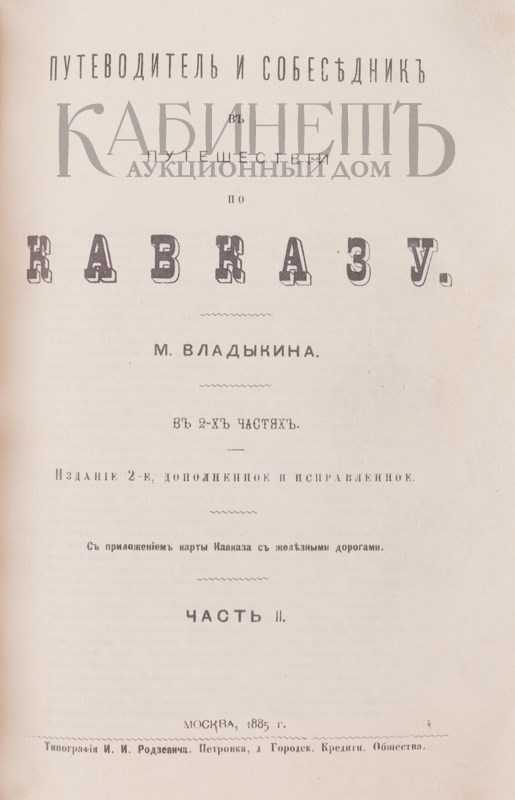 ПУТЕВОДИТЕЛЬ И СОБЕСѢДНИКЪ
КАБИНЕТЪ
ВЪ
ПУТЕШЕСТВІИ
АУКЦИОННЫЙ ДОМ
ПО
КАВКАЗУ.
М. ВЛАДЫКИНА.
ВЪ 2-ХЪ ЧАСТЯХЪ.
Изданіе 2-е, дополненное и исправленное.
Съ приложеніемъ карты Кавказа съ желѣзными дорогами.
ЧАСТЬ II.
МОСКВА, 1885 г.
Типографія И. И. Родзевича. Петровка, д Городск. Кредитн. Общества.